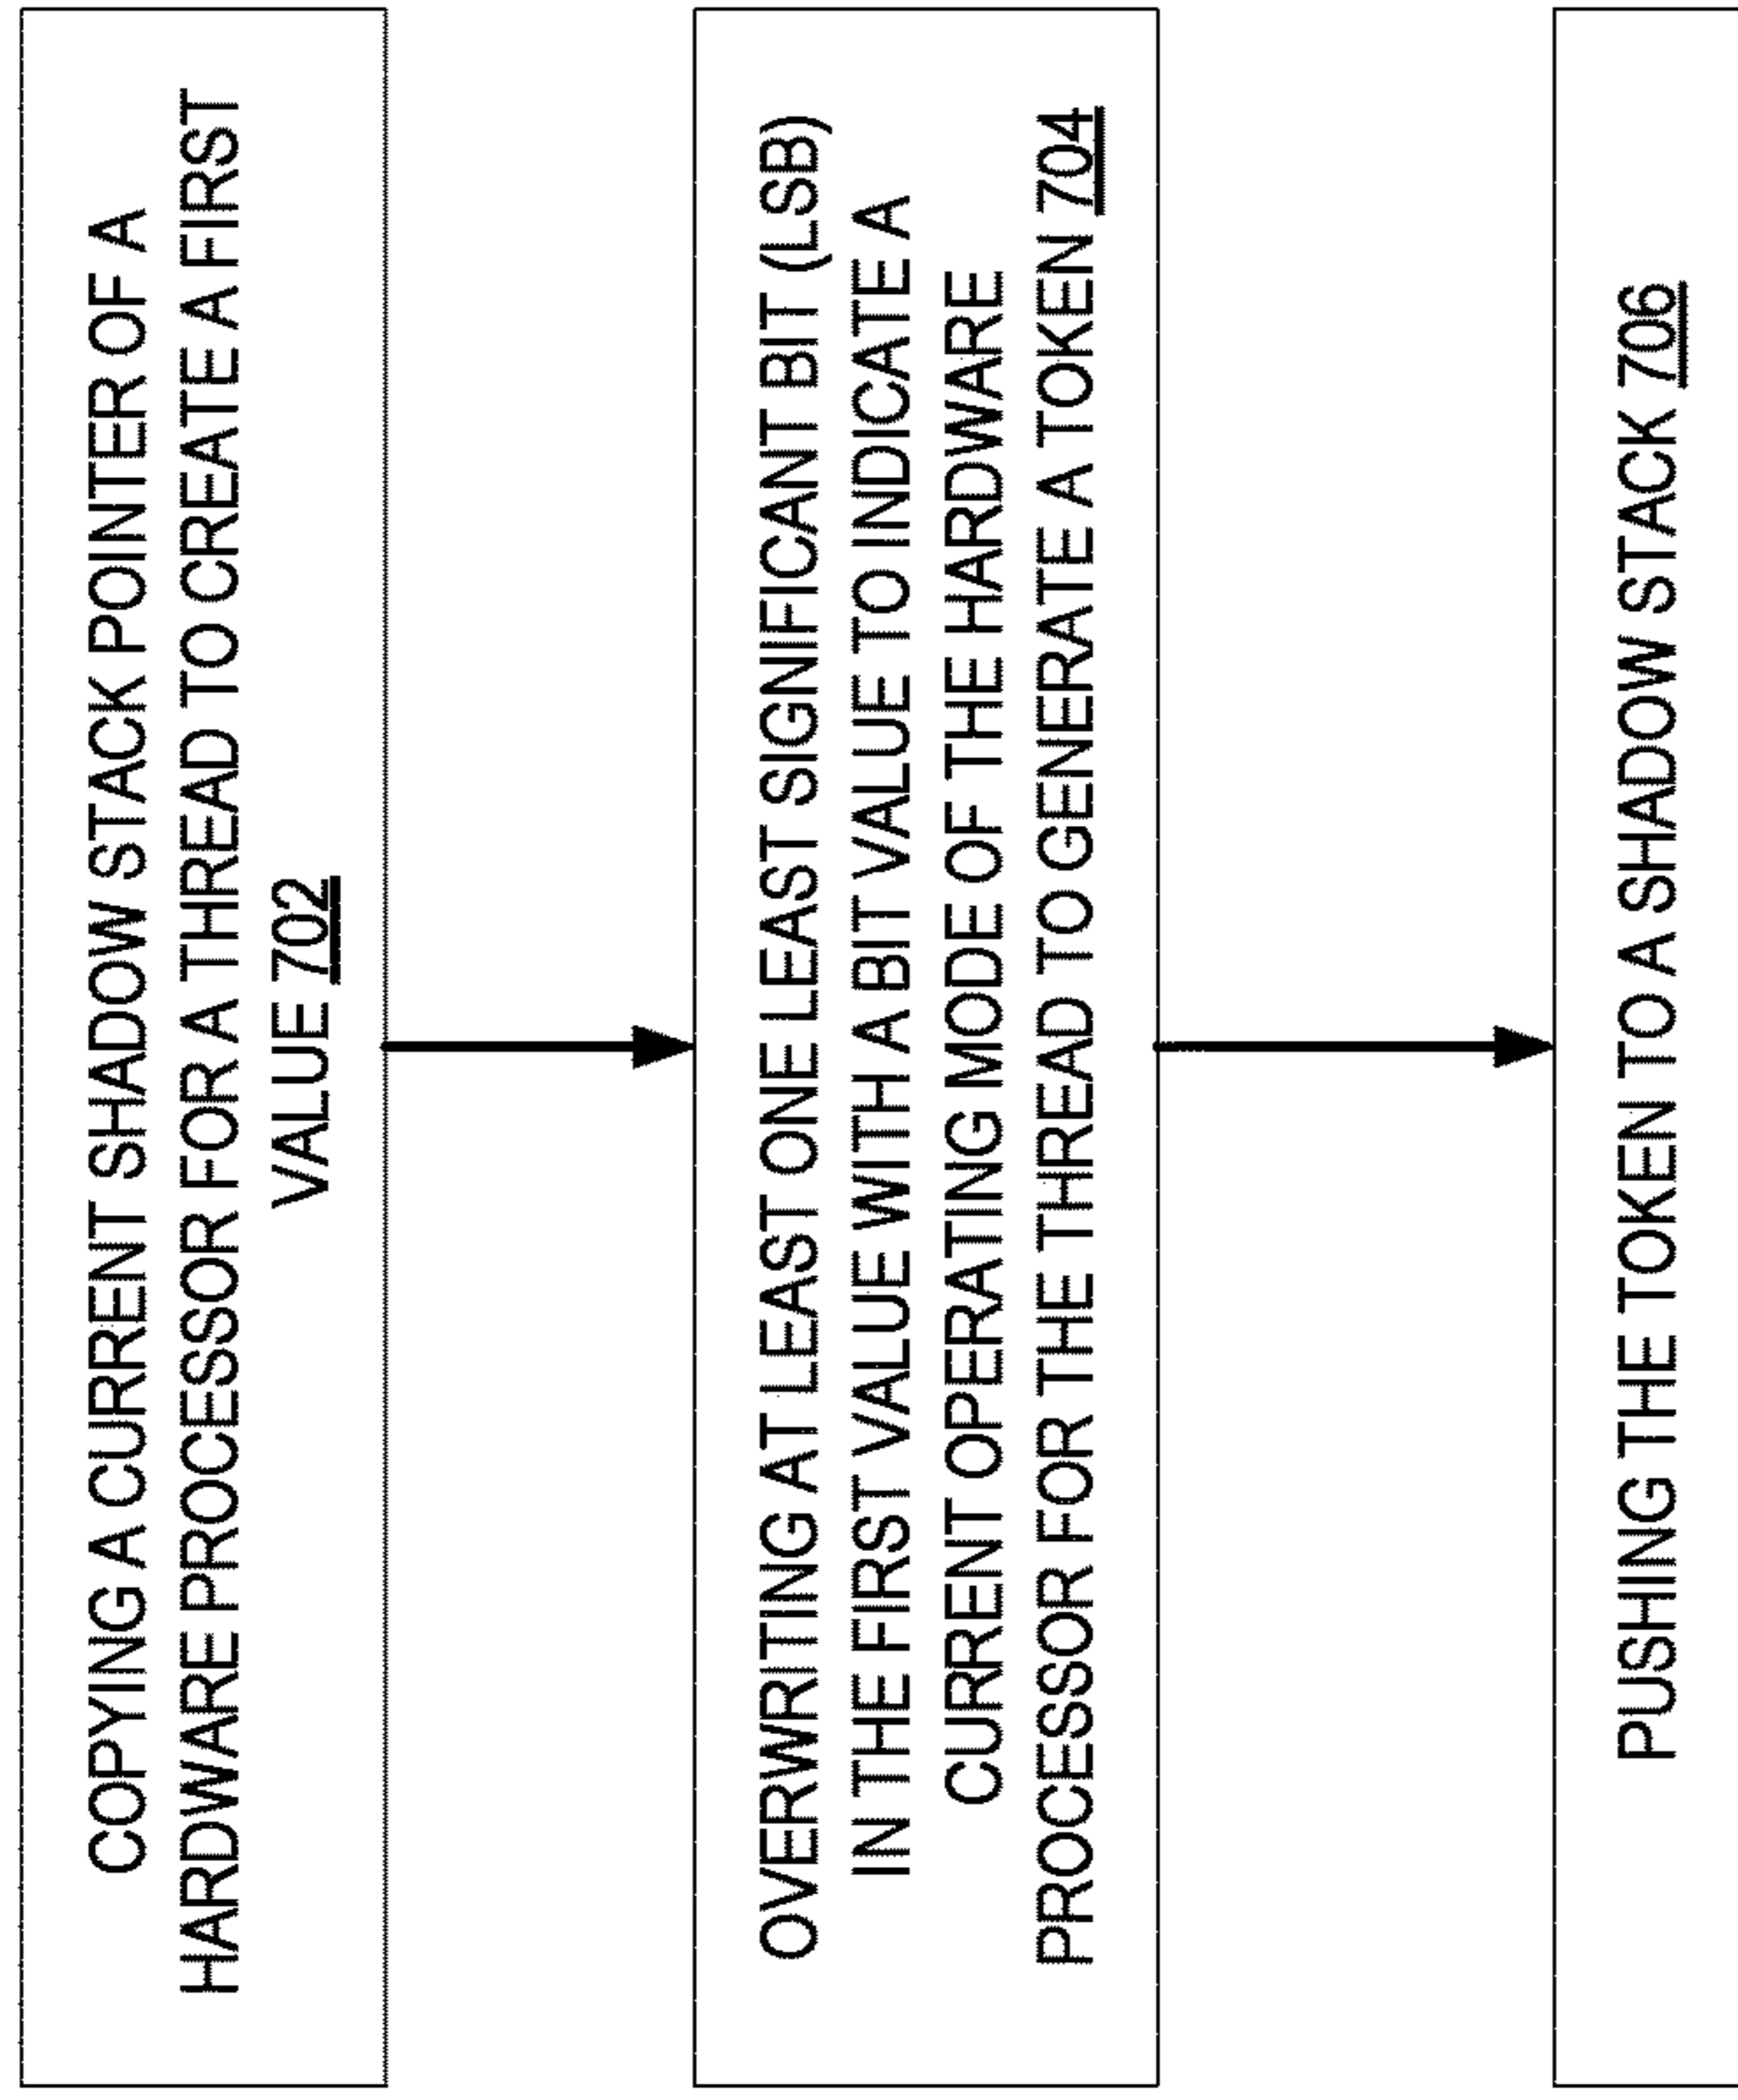 COPYING A CURRENT SHADOW STACK POINTER OF A
HARDWARE PROCESSOR FOR A THREAD TO CREATE A FIRST
VALUE 702
OVERWRITING AT LEAST ONE LEAST SIGNIFICANT BIT (LSB)
IN THE FIRST VALUE WITH A BIT VALUE TO INDICATE A
CURRENT OPERATING MODE OF THE HARDWARE
PROCESSOR FOR THE THREAD TO GENERATE A TOKEN 704
PUSHING THE TOKEN TO A SHADOW STACK 706